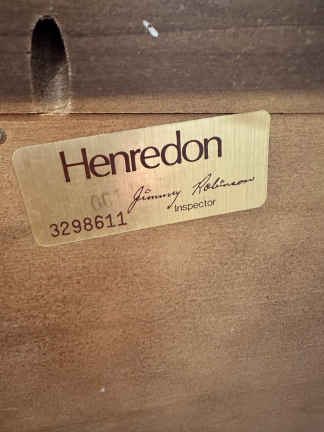 Henredon
Jimmy Robinson
Inspector
3298611